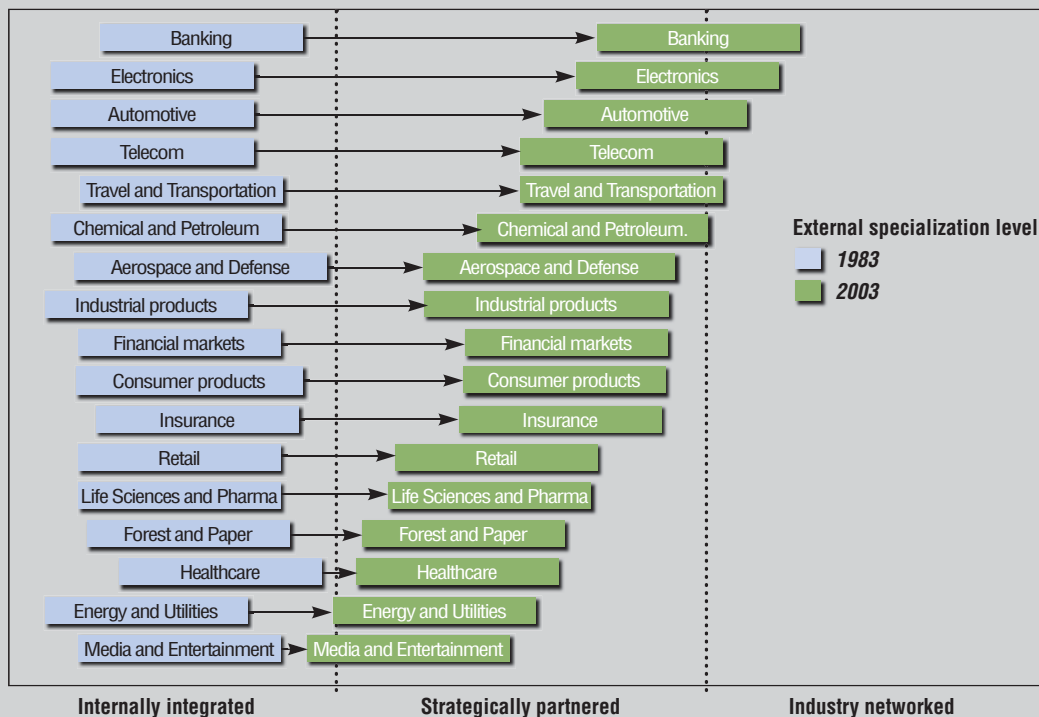 Banking Banking
Electronics Electronics
Automotive Automotive
Telecom Telecom
Travel and Transportation Travel and Transportation
Chemical and Petroleum Chemical and Petroleum.
Aerospace and Defense Aerospace and Defense
Industrial products Industrial products
Financial markets Financial markets
Consumer products Consumer products
Insurance Insurance
Retail Retail
Life Sciences and Pharma Life Sciences and Pharma
Forest and Paper Forest and Paper
Healthcare Healthcare
Energy and Utilities Energy and Utilities
Media and Entertainment Media and Entertainment
External specialization level
1983
2003
Internally integrated Strategically partnered Industry networked